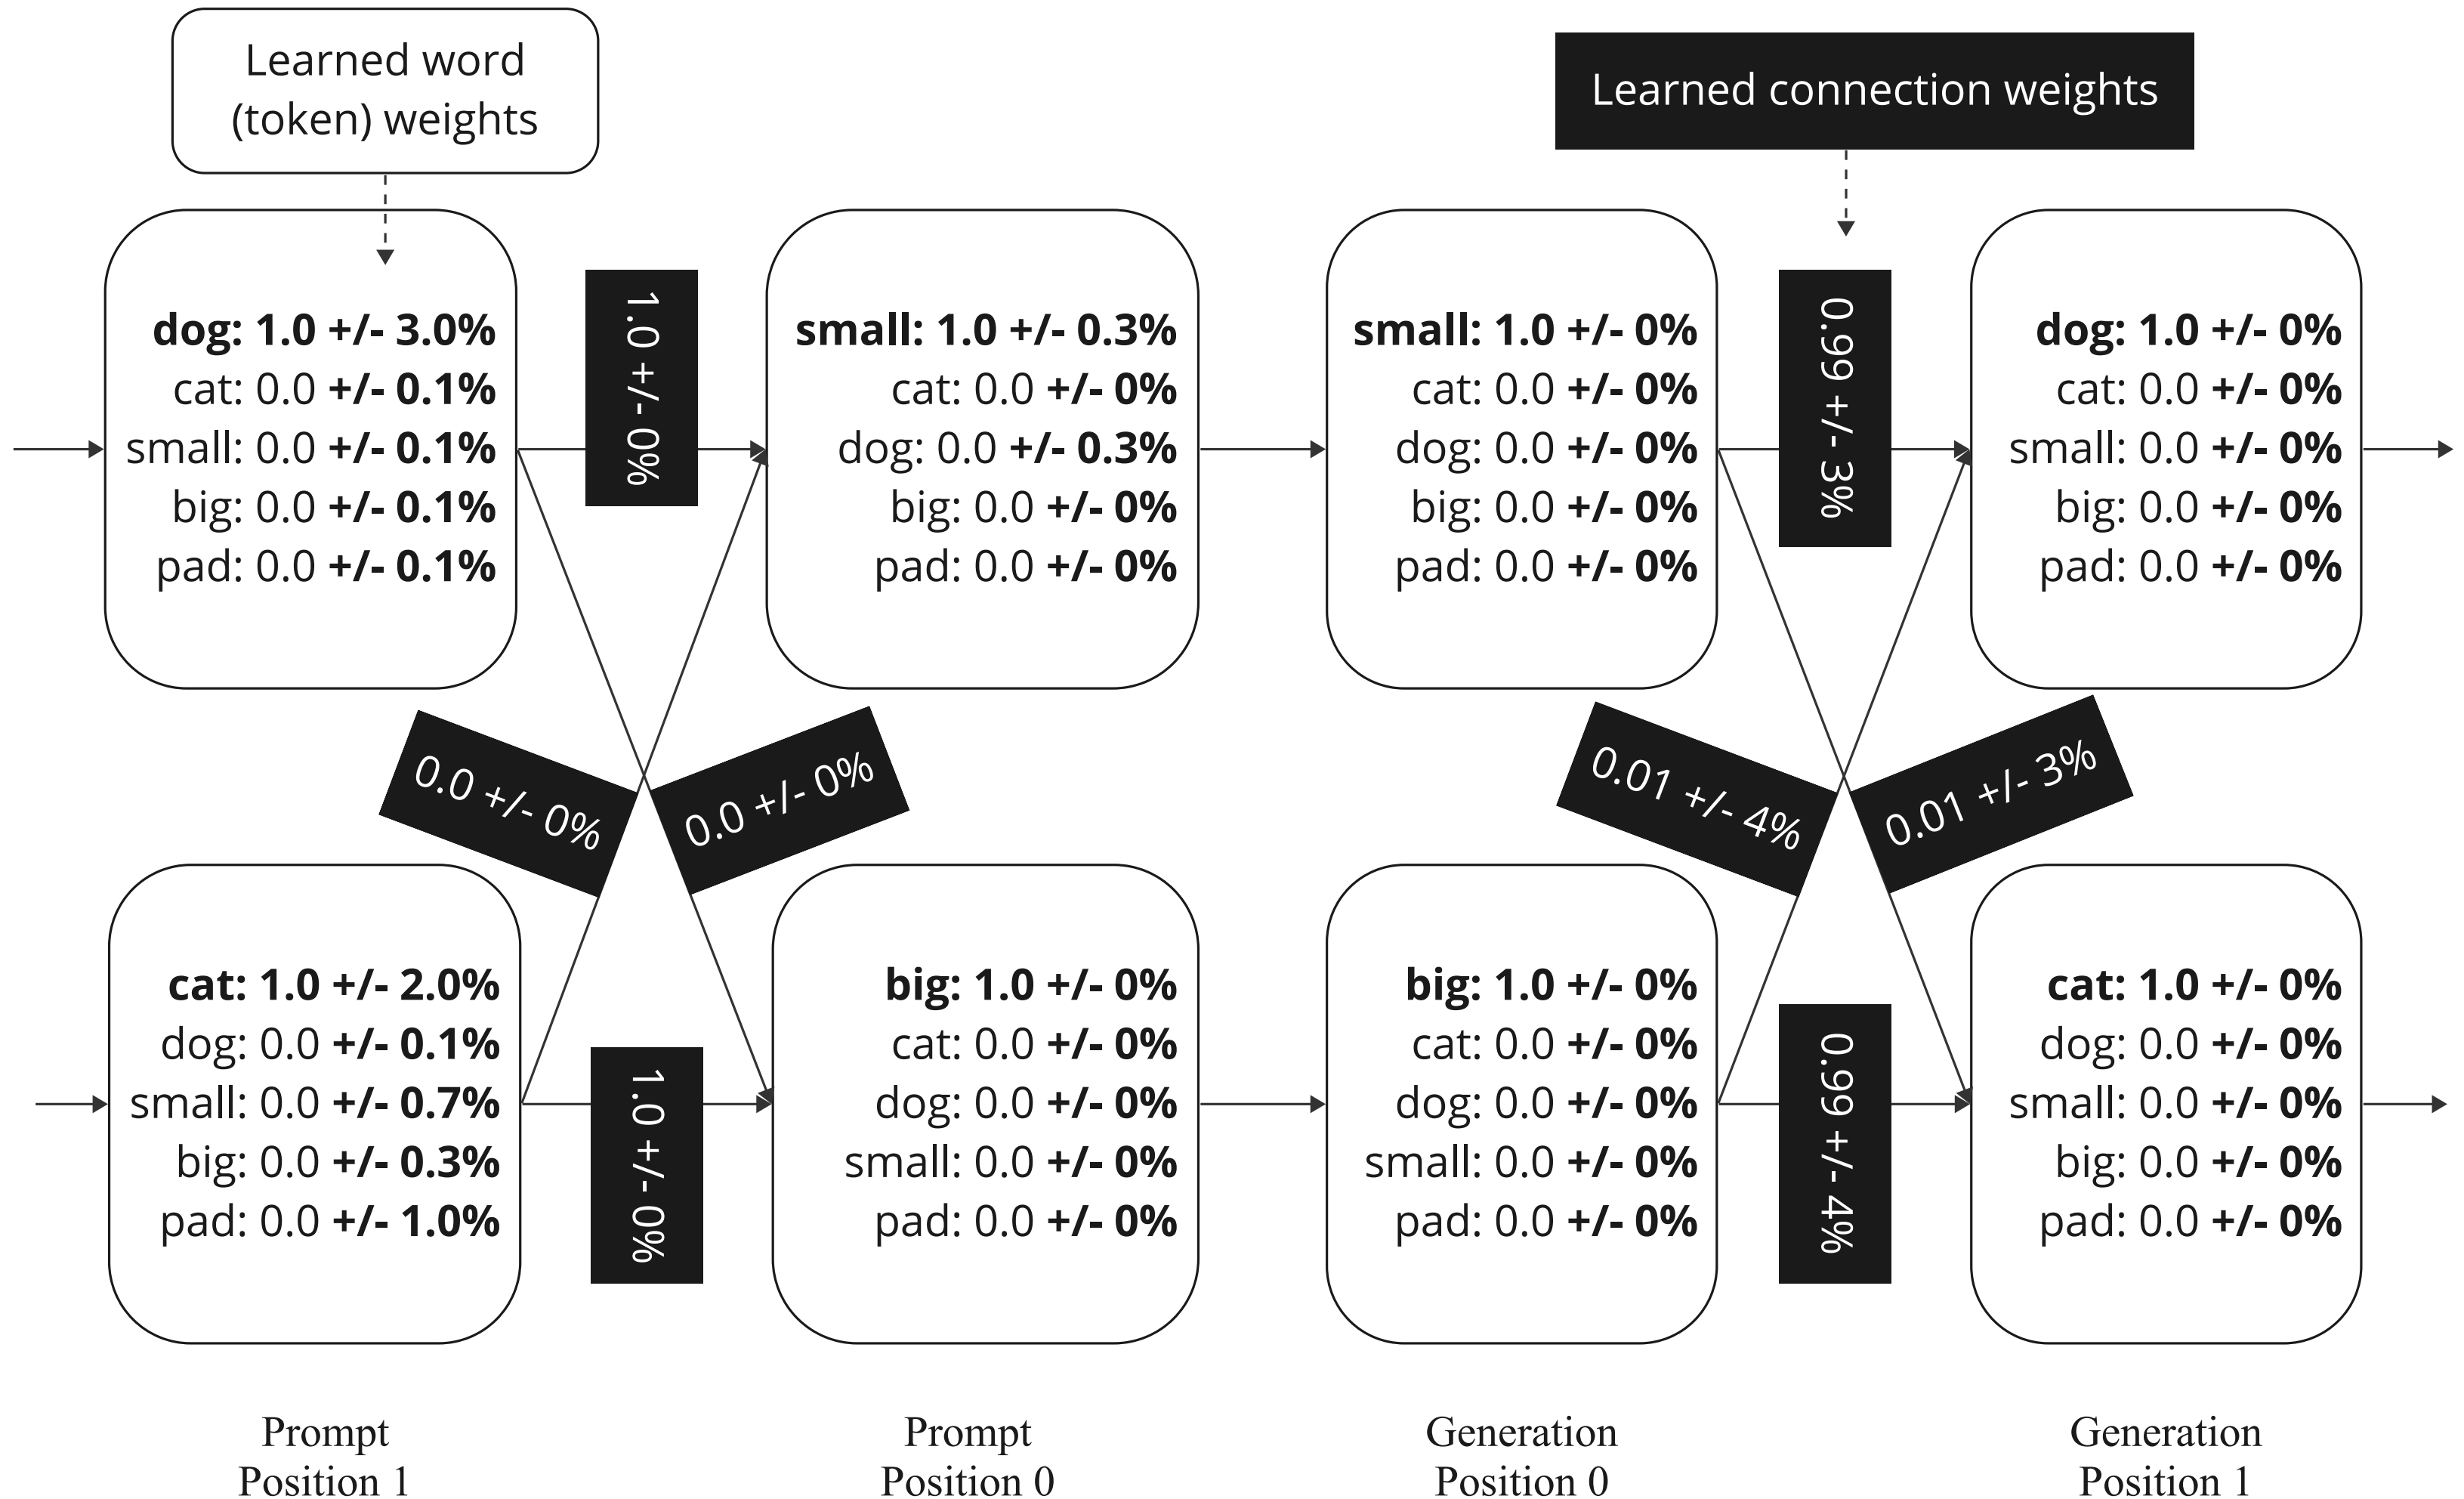 Learned word
(token) weights
Learned connection weights
dog: 1.0 +/- 3.0%
cat: 0.0 +/- 0.1%
small: 0.0 +/- 0.1%
big: 0.0 +/- 0.1%
pad: 0.0 +/- 0.1%
1.0 +/- 0%
small: 1.0 +/- 0.3%
cat: 0.0 +/- 0%
dog: 0.0 +/- 0.3%
big: 0.0 +/- 0%
pad: 0.0 +/- 0%
small: 1.0 +/- 0%
cat: 0.0 +/- 0%
dog: 0.0 +/- 0%
big: 0.0 +/- 0%
pad: 0.0 +/- 0%
0.99 +/- 3%
dog: 1.0 +/- 0%
cat: 0.0 +/- 0%
small: 0.0 +/- 0%
big: 0.0 +/- 0%
pad: 0.0 +/- 0%
0.0 +/- 0%
0.0 +/- 0%
0.01 +/- 4%
0.01 +/- 3%
cat: 1.0 +/- 2.0%
dog: 0.0 +/- 0.1%
small: 0.0 +/- 0.7%
big: 0.0 +/- 0.3%
pad: 0.0 +/- 1.0%
1.0 +/- 0%
big: 1.0 +/- 0%
cat: 0.0 +/- 0%
dog: 0.0 +/- 0%
small: 0.0 +/- 0%
pad: 0.0 +/- 0%
big: 1.0 +/- 0%
cat: 0.0 +/- 0%
dog: 0.0 +/- 0%
small: 0.0 +/- 0%
pad: 0.0 +/- 0%
0.99 +/- 4%
cat: 1.0 +/- 0%
dog: 0.0 +/- 0%
small: 0.0 +/- 0%
big: 0.0 +/- 0%
pad: 0.0 +/- 0%
Prompt
Position 1
Prompt
Position 0
Generation
Position 0
Generation
Position 1